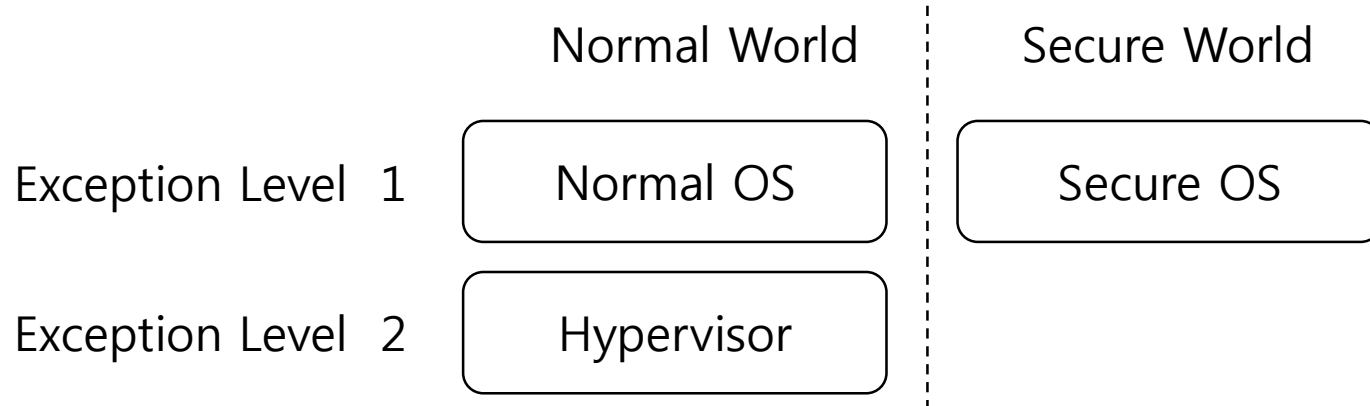 Normal World Secure World
Exception Level 1 Normal OS Secure OS
Exception Level 2 Hypervisor